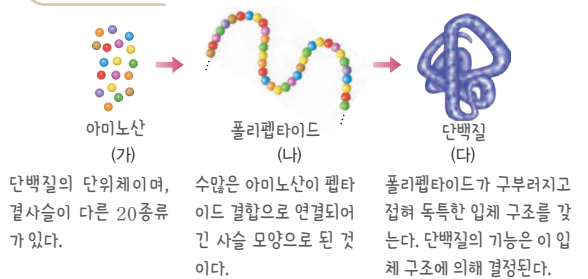 아미노산
(가)
단백질의 단위체이며,
곁사슬이 다른 20종류
가 있다.
폴리펩타이드
(나)
수많은 아미노산이 펩타
이드 결합으로 연결되어
긴 사슬 모양으로 된 것
이다.
단백질
(다)
폴리펩타이드가 구부러지고
접혀 독특한 입체 구조를 갖
는다. 단백질의 기능은 이 입
체 구조에 의해 결정된다.